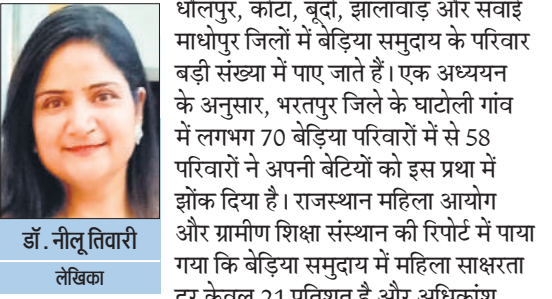 धौलपुर, कोटा, बूंदी, झालावाड़ और सवाई
माधोपुर जिलों में बेड़िया समुदाय के परिवार
बड़ी संख्या में पाए जाते हैं। एक अध्ययन
के अनुसार, भरतपुर जिले के घाटोली गांव
में लगभग 70 बेड़िया परिवारों में से 58
परिवारों ने अपनी बेटियों को इस प्रथा में
झोंक दिया है। राजस्थान महिला आयोग
और ग्रामीण शिक्षा संस्थान की रिपोर्ट में पाया
गया कि बेड़िया समुदाय में महिला साक्षरता
दर केवल 21 प्रतिशत है और अधिकांश
डॉ. नीलू तिवारी
लेखिका